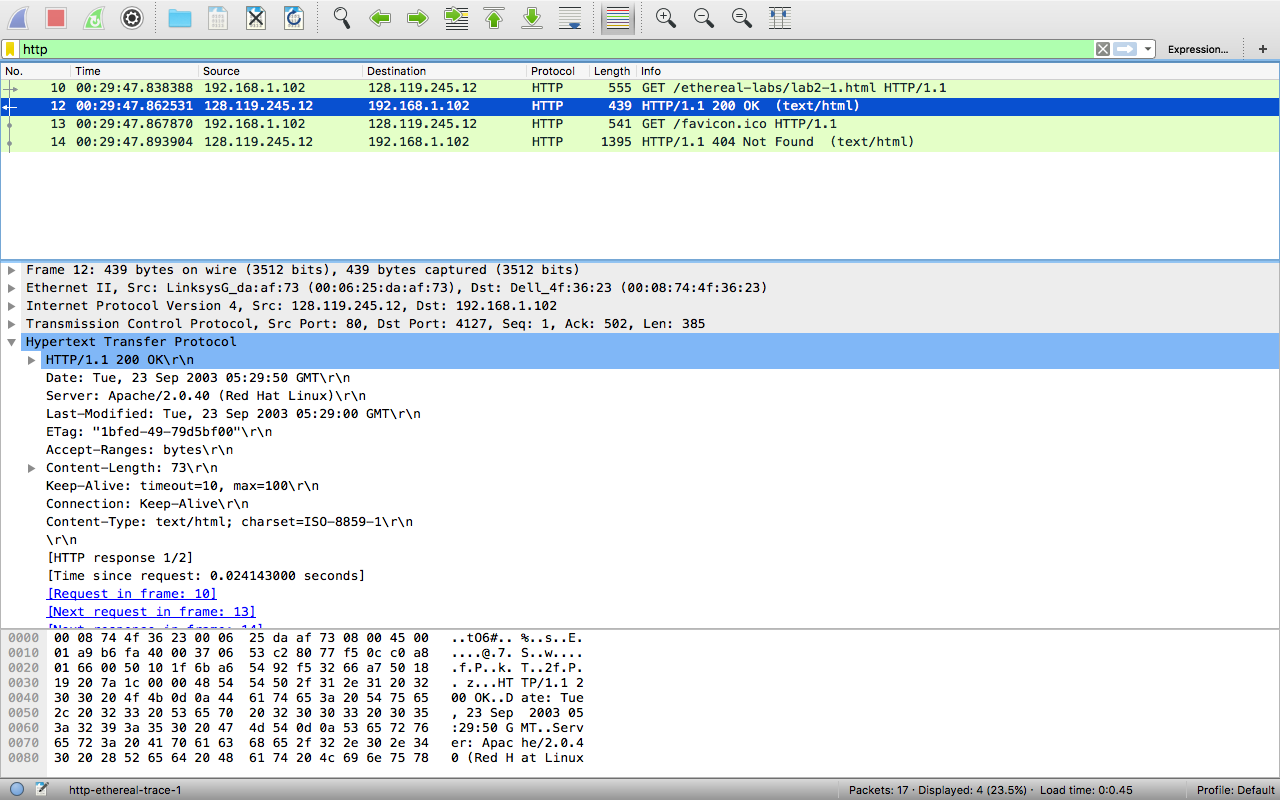 http
Expression...
+
No. Time Source Destination Protocol Length Info
10 00:29:47.838388 192.168.1.102 128.119.245.12 HTTP 555 GET /ethereal-labs/lab2-1.html HTTP/1.1
12 00:29:47.862531 128.119.245.12 192.168.1.102 HTTP 439 HTTP/1.1 200 OK (text/html)
13 00:29:47.867870 192.168.1.102 128.119.245.12 HTTP 541 GET /favicon.ico HTTP/1.1
14 00:29:47.893904 128.119.245.12 192.168.1.102 HTTP 1395 HTTP/1.1 404 Not Found (text/html)
Frame 12: 439 bytes on wire (3512 bits), 439 bytes captured (3512 bits)
Ethernet II, Src: LinksysG_da:af:73 (00:06:25:da:af:73), Dst: Dell_4f:36:23 (00:08:74:4f:36:23)
Internet Protocol Version 4, Src: 128.119.245.12, Dst: 192.168.1.102
Transmission Control Protocol, Src Port: 80, Dst Port: 4127, Seq: 1, Ack: 502, Len: 385
Hypertext Transfer Protocol
HTTP/1.1 200 OK\r\n
Date: Tue, 23 Sep 2003 05:29:50 GMT\r\n
Server: Apache/2.0.40 (Red Hat Linux)\r\n
Last-Modified: Tue, 23 Sep 2003 05:29:00 GMT\r\n
ETag: "1bfed-49-79d5bf00"\r\n
Accept-Ranges: bytes\r\n
Content-Length: 73\r\n
Keep-Alive: timeout=10, max=100\r\n
Connection: Keep-Alive\r\n
Content-Type: text/html; charset=ISO-8859-1\r\n
\r\n
[HTTP response 1/2]
[Time since request: 0.024143000 seconds]
[Request in frame: 10]
[Next request in frame: 13]
[Next response in frame: 14]
0000 00 08 74 4f 36 23 00 06 25 da af 73 08 00 45 00 ..tO6#.. %..s..E.
0010 01 a9 b6 fa 40 00 37 06 53 c2 80 77 f5 0c c0 a8 ....@.7. S..w....
0020 01 66 00 50 10 1f 6b a6 54 92 f5 32 66 a7 50 18 .f.P..k. T..2f.P.
0030 19 20 7a 1c 00 00 48 54 54 50 2f 31 2e 31 20 32 . z...HT TP/1.1 2
0040 30 30 20 4f 4b 0d 0a 44 61 74 65 3a 20 54 75 65 00 OK..D ate: Tue
0050 2c 20 32 33 20 53 65 70 20 32 30 30 33 20 30 35 , 23 Sep 2003 05
0060 3a 32 39 3a 35 30 20 47 4d 54 0d 0a 53 65 72 76 :29:50 G MT..Serv
0070 65 72 3a 20 41 70 61 63 68 65 2f 32 2e 30 2e 34 er: Apac he/2.0.4
0080 30 20 28 52 65 64 20 48 61 74 20 4c 69 6e 75 78 0 (Red H at Linux
http-ethereal-trace-1 Packets: 17 · Displayed: 4 (23.5%) · Load time: 0:0.45 Profile: Default